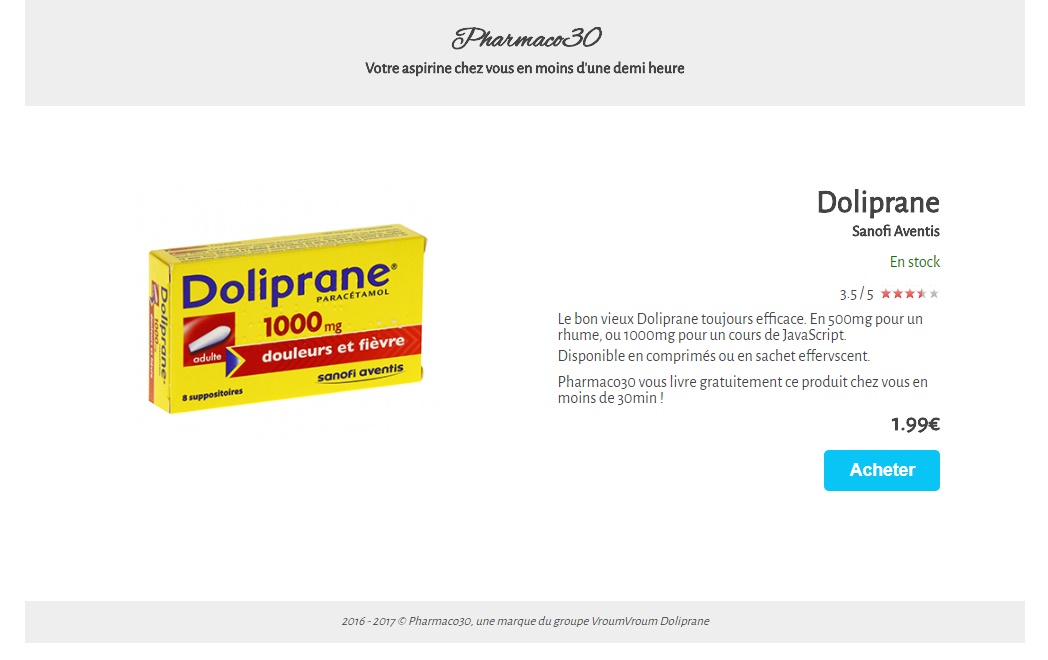 Pharmaco30
Votre aspirine chez vous en moins d'une demi heure
Doliprane®
PARACÉTAMOL
1000 mg
adulte
douleurs et fièvre
sanofi aventis
8 suppositoires
Doliprane
Doliprane
Sanofi Aventis
En stock
3.5 / 5
Le bon vieux Doliprane toujours efficace. En 500mg pour un
rhume, ou 1000mg pour un cours de JavaScript.
Disponible en comprimés ou en sachet effervscent.
Pharmaco30 vous livre gratuitement ce produit chez vous en
moins de 30min !
1.99€
Acheter
2016 - 2017 © Pharmaco30, une marque du groupe VroumVroum Doliprane